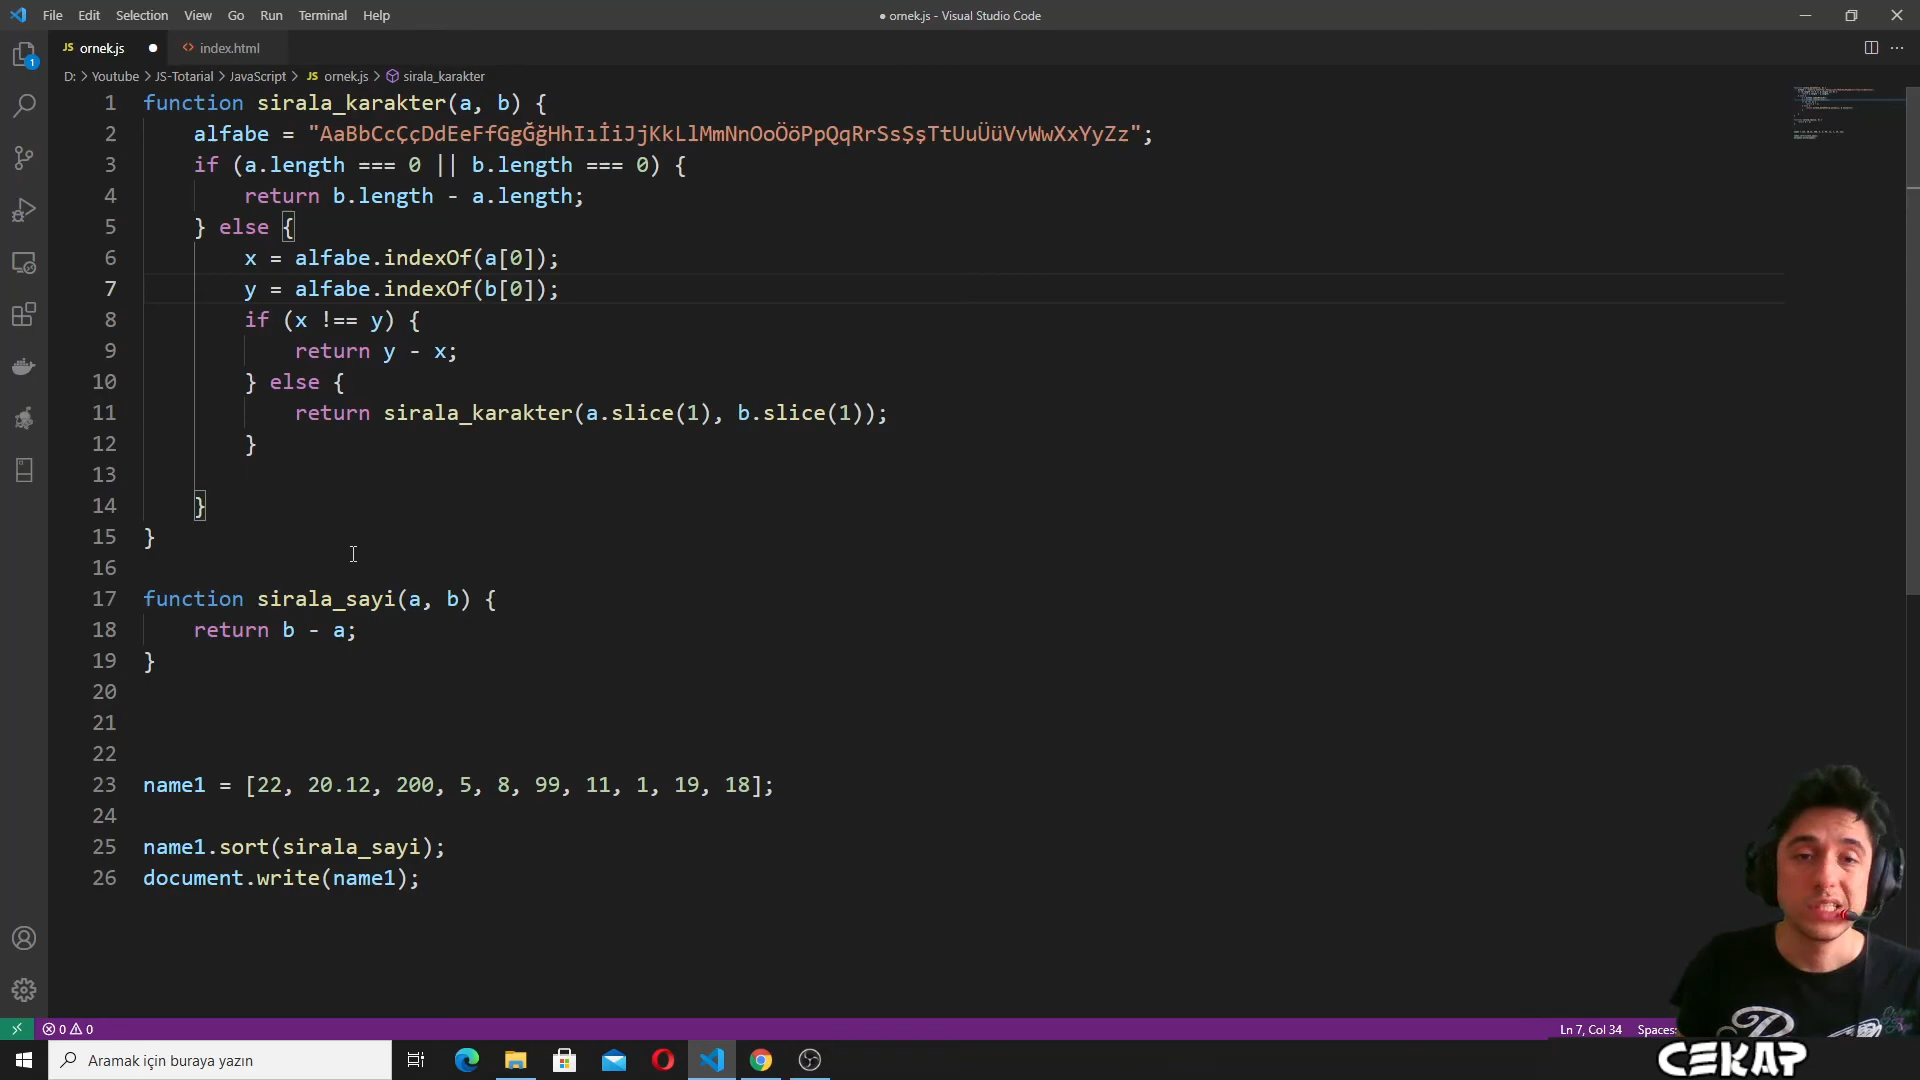 File Edit Selection View Go Run Terminal Help
● ornek.js - Visual Studio Code
JS ornek.js ●
<> index.html
D: > Youtube > JS-Totarial > JavaScript > JS ornek.js > sirala_karakter
1 function sirala_karakter(a, b) {
2 alfabe = "AaBbCcÇçDdEeFfGgĞğHhIıİiJjKkLlMmNnOoÖöPpQqRrSsŞşTtUuÜüVvWwXxYyZz";
3 if (a.length === 0 || b.length === 0) {
4 return b.length - a.length;
5 } else {
6 x = alfabe.indexOf(a[0]);
7 y = alfabe.indexOf(b[0]);
8 if (x !== y) {
9 return y - x;
10 } else {
11 return sirala_karakter(a.slice(1), b.slice(1));
12 }
13
14 }
15 }
16
17 function sirala_sayi(a, b) {
18 return b - a;
19 }
20
21
22
23 name1 = [22, 20.12, 200, 5, 8, 99, 11, 1, 19, 18];
24
25 name1.sort(sirala_sayi);
26 document.write(name1);
1
0 0
Ln 7, Col 34 Spaces
Aramak için buraya yazın
CEKAP